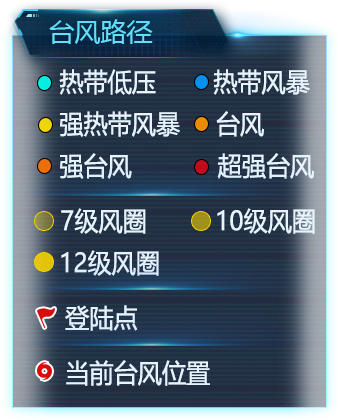 台风路径
热带低压 热带风暴
强热带风暴 台风
强台风 超强台风
7级风圈 10级风圈
12级风圈
登陆点
当前台风位置